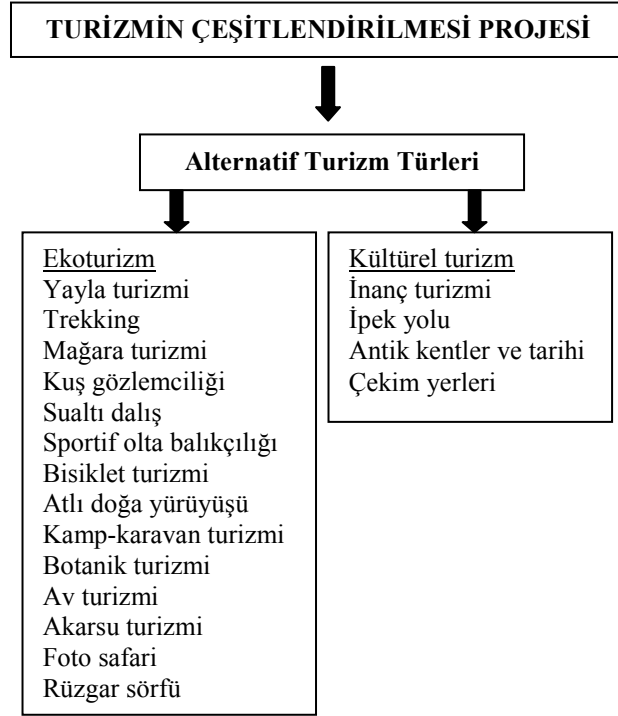 TURİZMİN ÇEŞİTLENDİRİLMESİ PROJESİ
Alternatif Turizm Türleri
Ekoturizm
Yayla turizmi
Trekking
Mağara turizmi
Kuş gözlemciliği
Sualtı dalış
Sportif olta balıkçılığı
Bisiklet turizmi
Atlı doğa yürüyüşü
Kamp-karavan turizmi
Botanik turizmi
Av turizmi
Akarsu turizmi
Foto safari
Rüzgar sörfü
Kültürel turizm
İnanç turizmi
İpek yolu
Antik kentler ve tarihi
Çekim yerleri